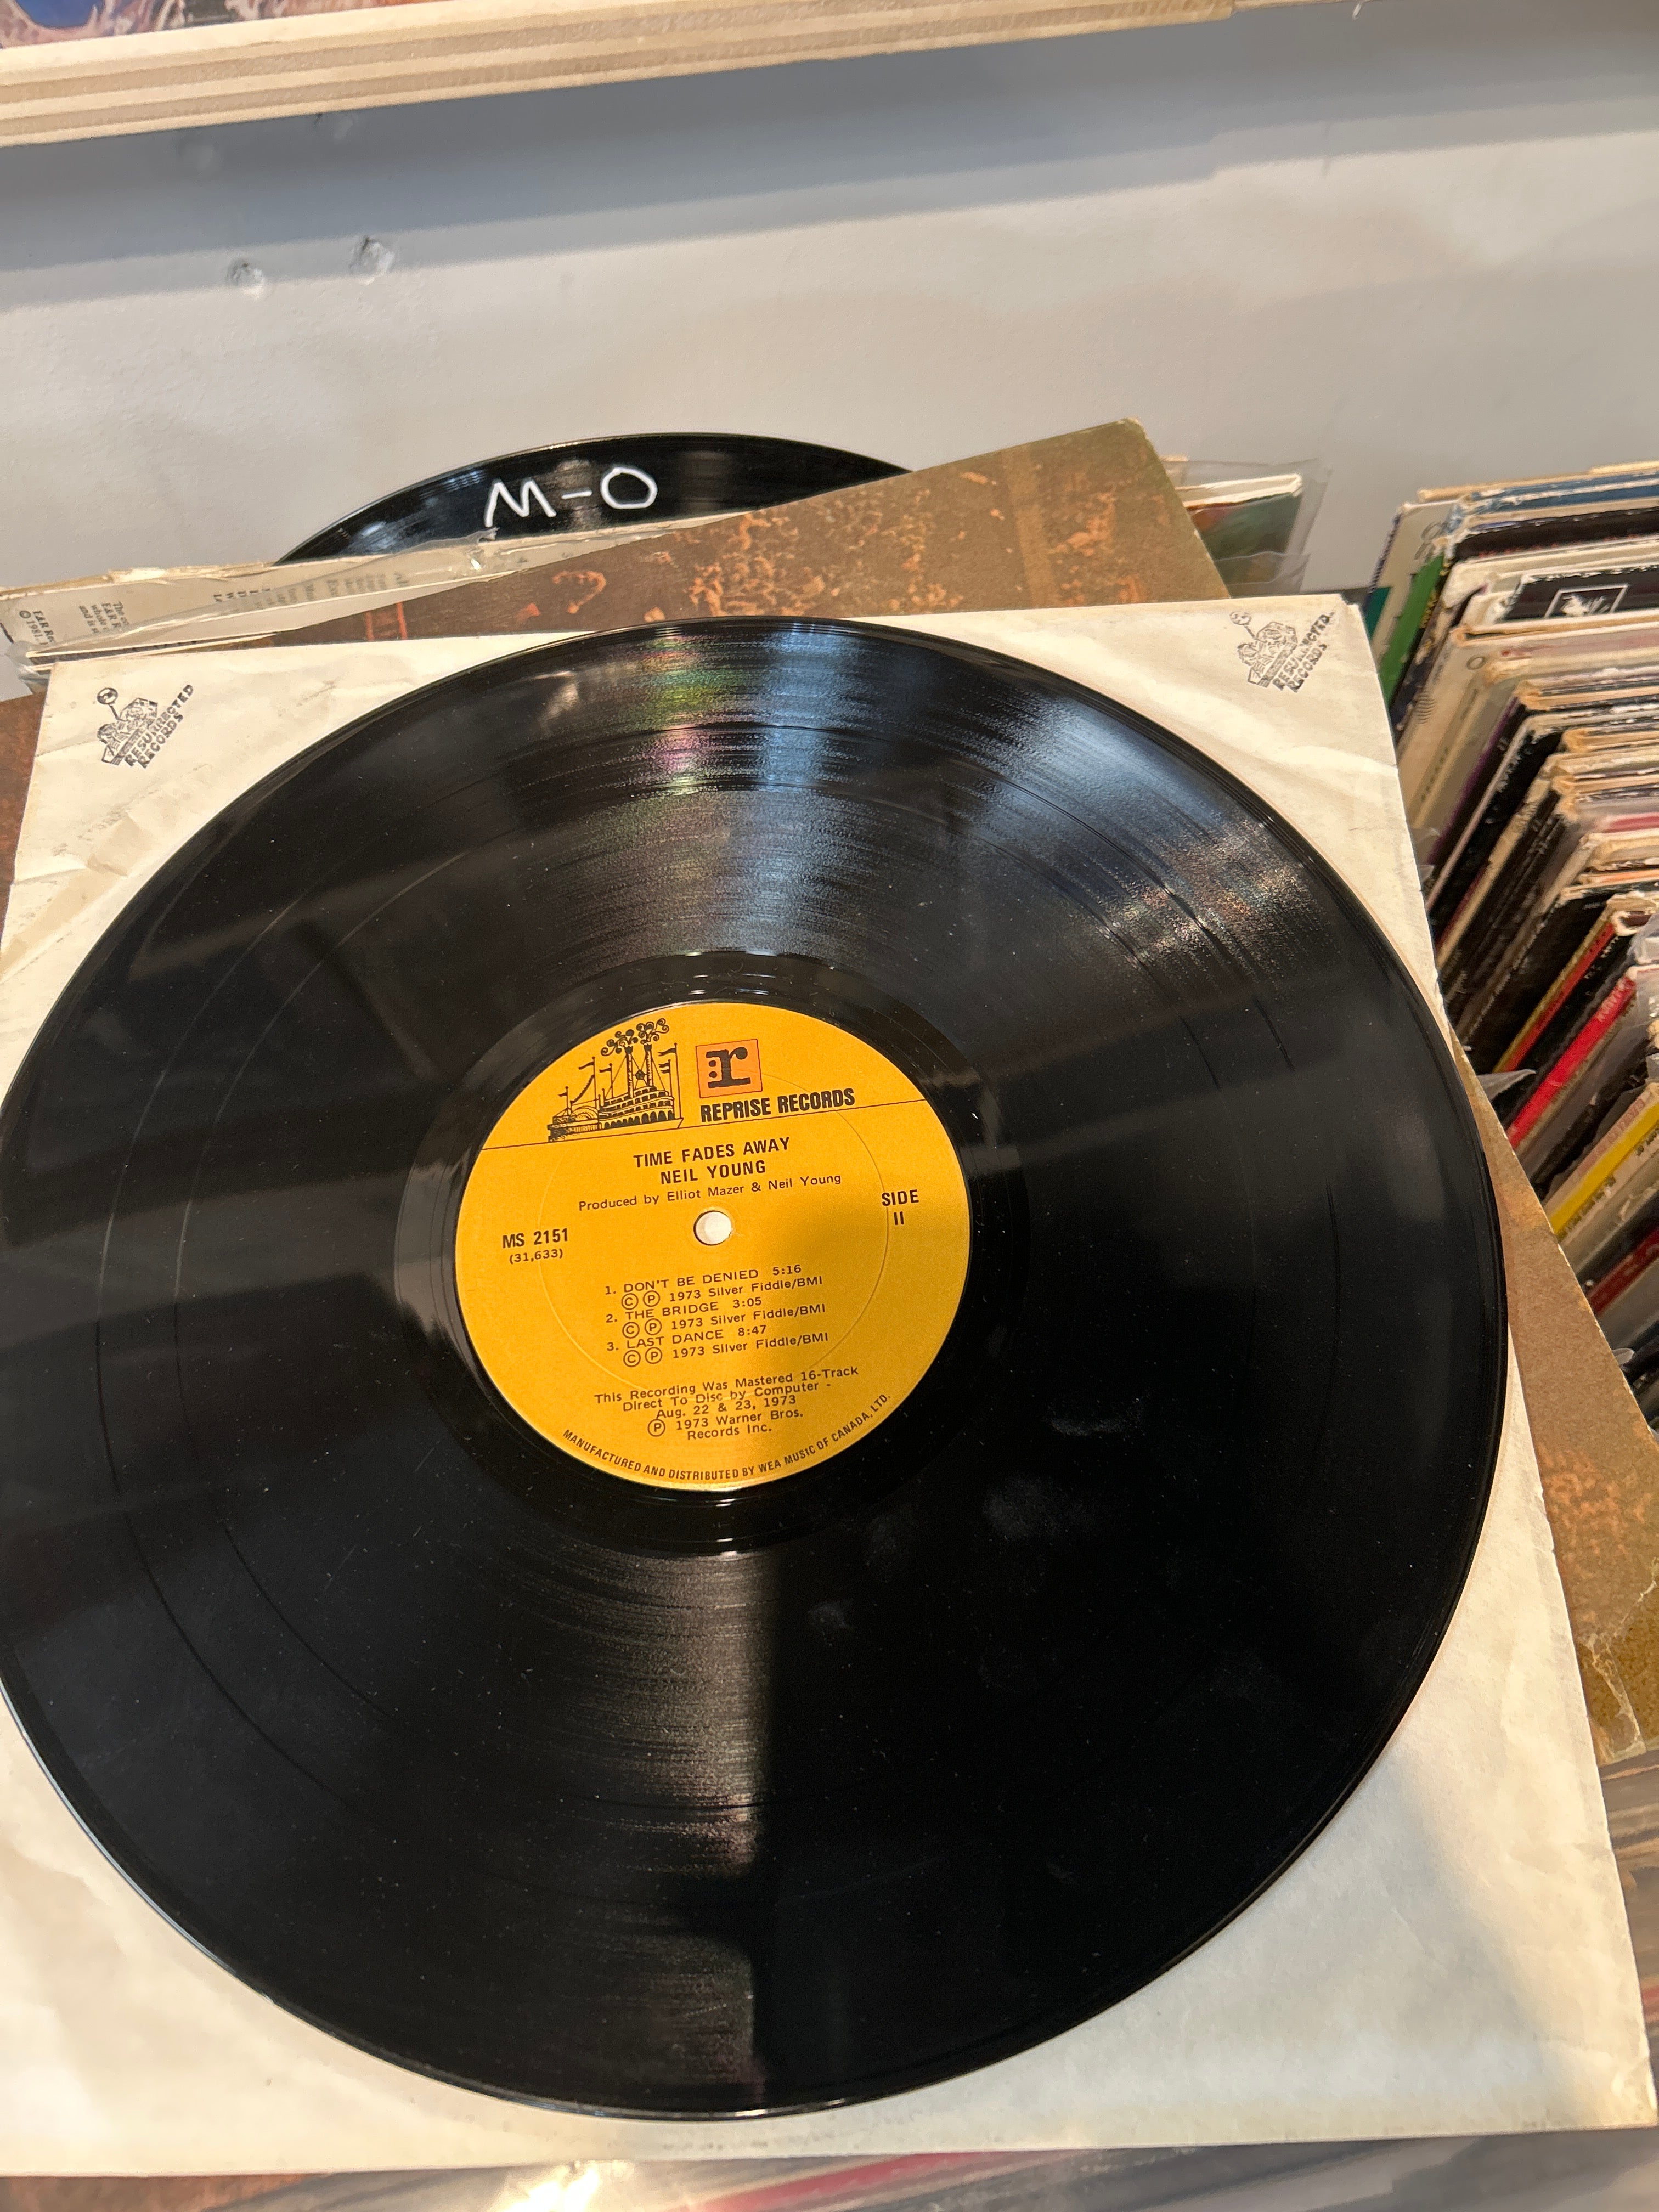 M-O
RESURRECTED
RECORDS
RESURRECTED
RECORDS
r
REPRISE RECORDS
TIME FADES AWAY
NEIL YOUNG
Produced by Elliot Mazer & Neil Young
SIDE
II
MS 2151
(31,633)
1. DON'T BE DENIED 5:16
Ⓒ Ⓟ 1973 Silver Fiddle/BMI
2. THE BRIDGE 3:05
Ⓒ Ⓟ 1973 Silver Fiddle/BMI
3. LAST DANCE 8:47
Ⓒ Ⓟ 1973 Silver Fiddle/BMI
This Recording Was Mastered 16-Track
Direct To Disc by Computer -
Aug. 22 & 23, 1973
Ⓟ 1973 Warner Bros.
Records Inc.
MANUFACTURED AND DISTRIBUTED BY WEA MUSIC OF CANADA, LTD.